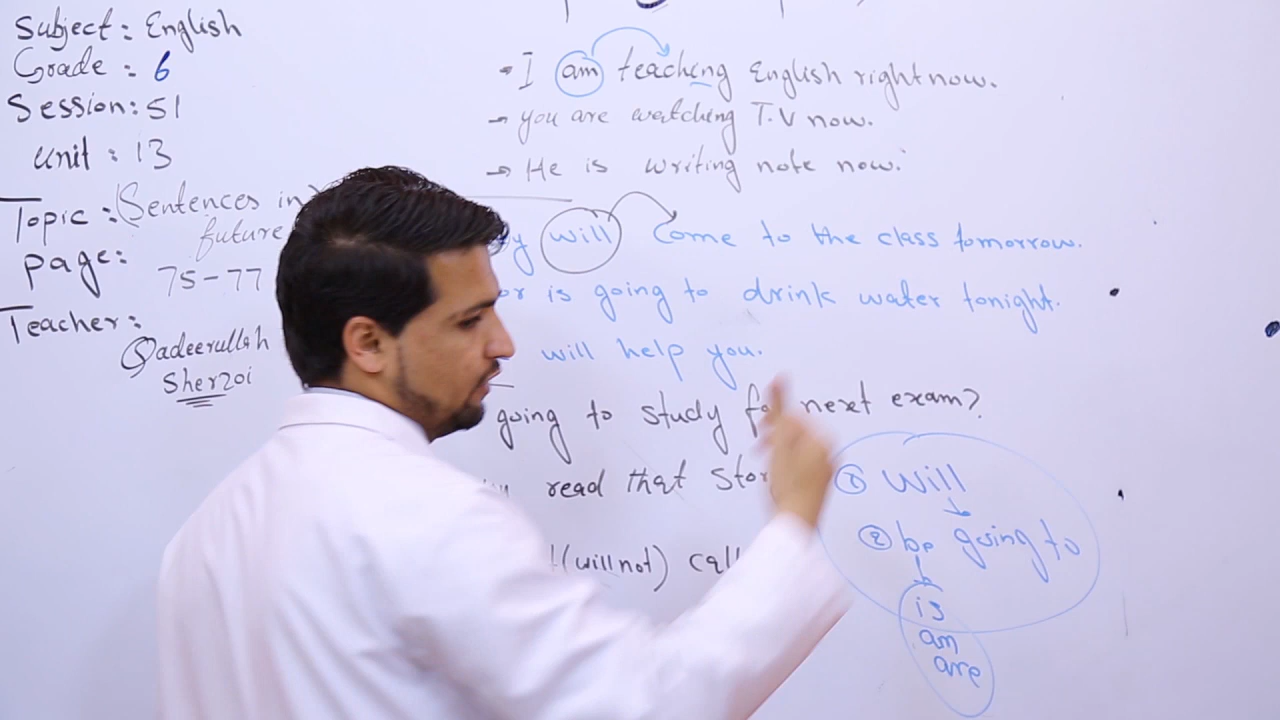 Subject: English
Grade: 6
Session: 51
Unit: 13
Topic: (Sentences in)
future
page:
75-77
Teacher:
Qadeerullah
Sherzoi
- I am teaching English right now.
→ you are watching T.V now.
→ He is writing note now.
will come to the class tomorrow.
is going to drink water tonight.
will help you.
going to study next exam?
read that
(will not) call
① Will
② be going to
is
am
are